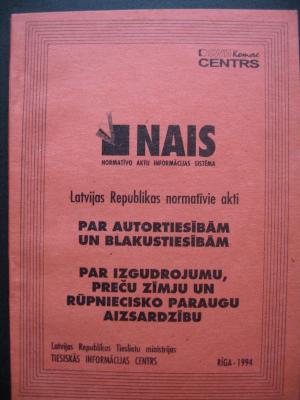 Komerc
CENTRS
NAIS
NORMATĪVO AKTU INFORMĀCIJAS SISTĒMA
Latvijas Republikas normatīvie akti
PAR AUTORTIESĪBĀM
UN BLAKUSTIESĪBĀM
PAR IZGUDROJUMU,
PREČU ZĪMJU UN
RŪPNIECISKO PARAUGU
AIZSARDZĪBU
Latvijas Republikas Tieslietu ministrijas
TIESISKĀS INFORMĀCIJAS CENTRS
RĪGA - 1994